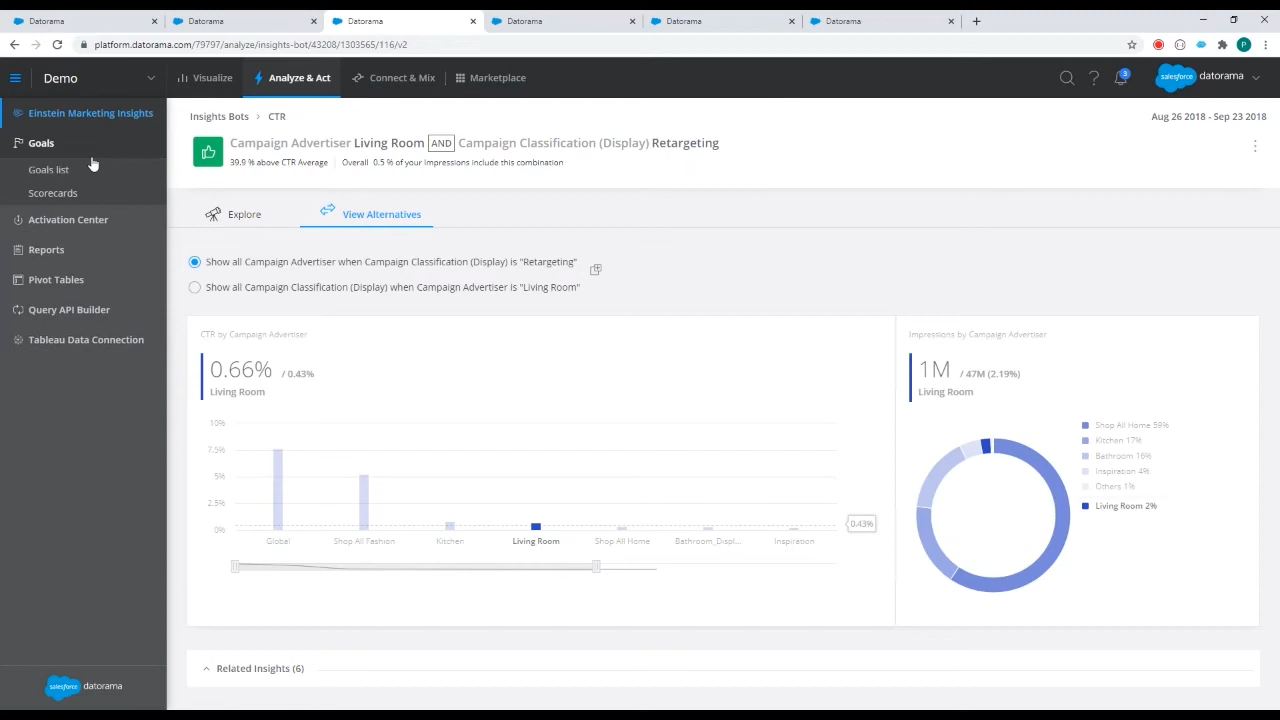 Datorama
Datorama
Datorama
Datorama
Datorama
Datorama
platform.datorama.com/79797/analyze/insights-bot/43208/1303565/116/v2
P
Demo
Visualize
Analyze & Act
Connect & Mix
Marketplace
3
salesforce datorama
Einstein Marketing Insights
Goals
Goals list
Scorecards
Activation Center
Reports
Pivot Tables
Query API Builder
Tableau Data Connection
salesforce datorama
Insights Bots > CTR
Aug 26 2018 - Sep 23 2018
Campaign Advertiser Living Room AND Campaign Classification (Display) Retargeting
39.9 % above CTR Average | Overall 0.5 % of your Impressions include this combination
Explore
View Alternatives
Show all Campaign Advertiser when Campaign Classification (Display) is "Retargeting"
Show all Campaign Classification (Display) when Campaign Advertiser is "Living Room"
CTR by Campaign Advertiser
0.66% / 0.43%
Living Room
10%
7.5%
5%
2.5%
0%
0.43%
Global
Shop All Fashion
Kitchen
Living Room
Shop All Home
Bathroom_Displ...
Inspiration
Impressions by Campaign Advertiser
1M / 47M (2.19%)
Living Room
Shop All Home 59%
Kitchen 17%
Bathroom 16%
Inspiration 4%
Others 1%
Living Room 2%
Related Insights (6)